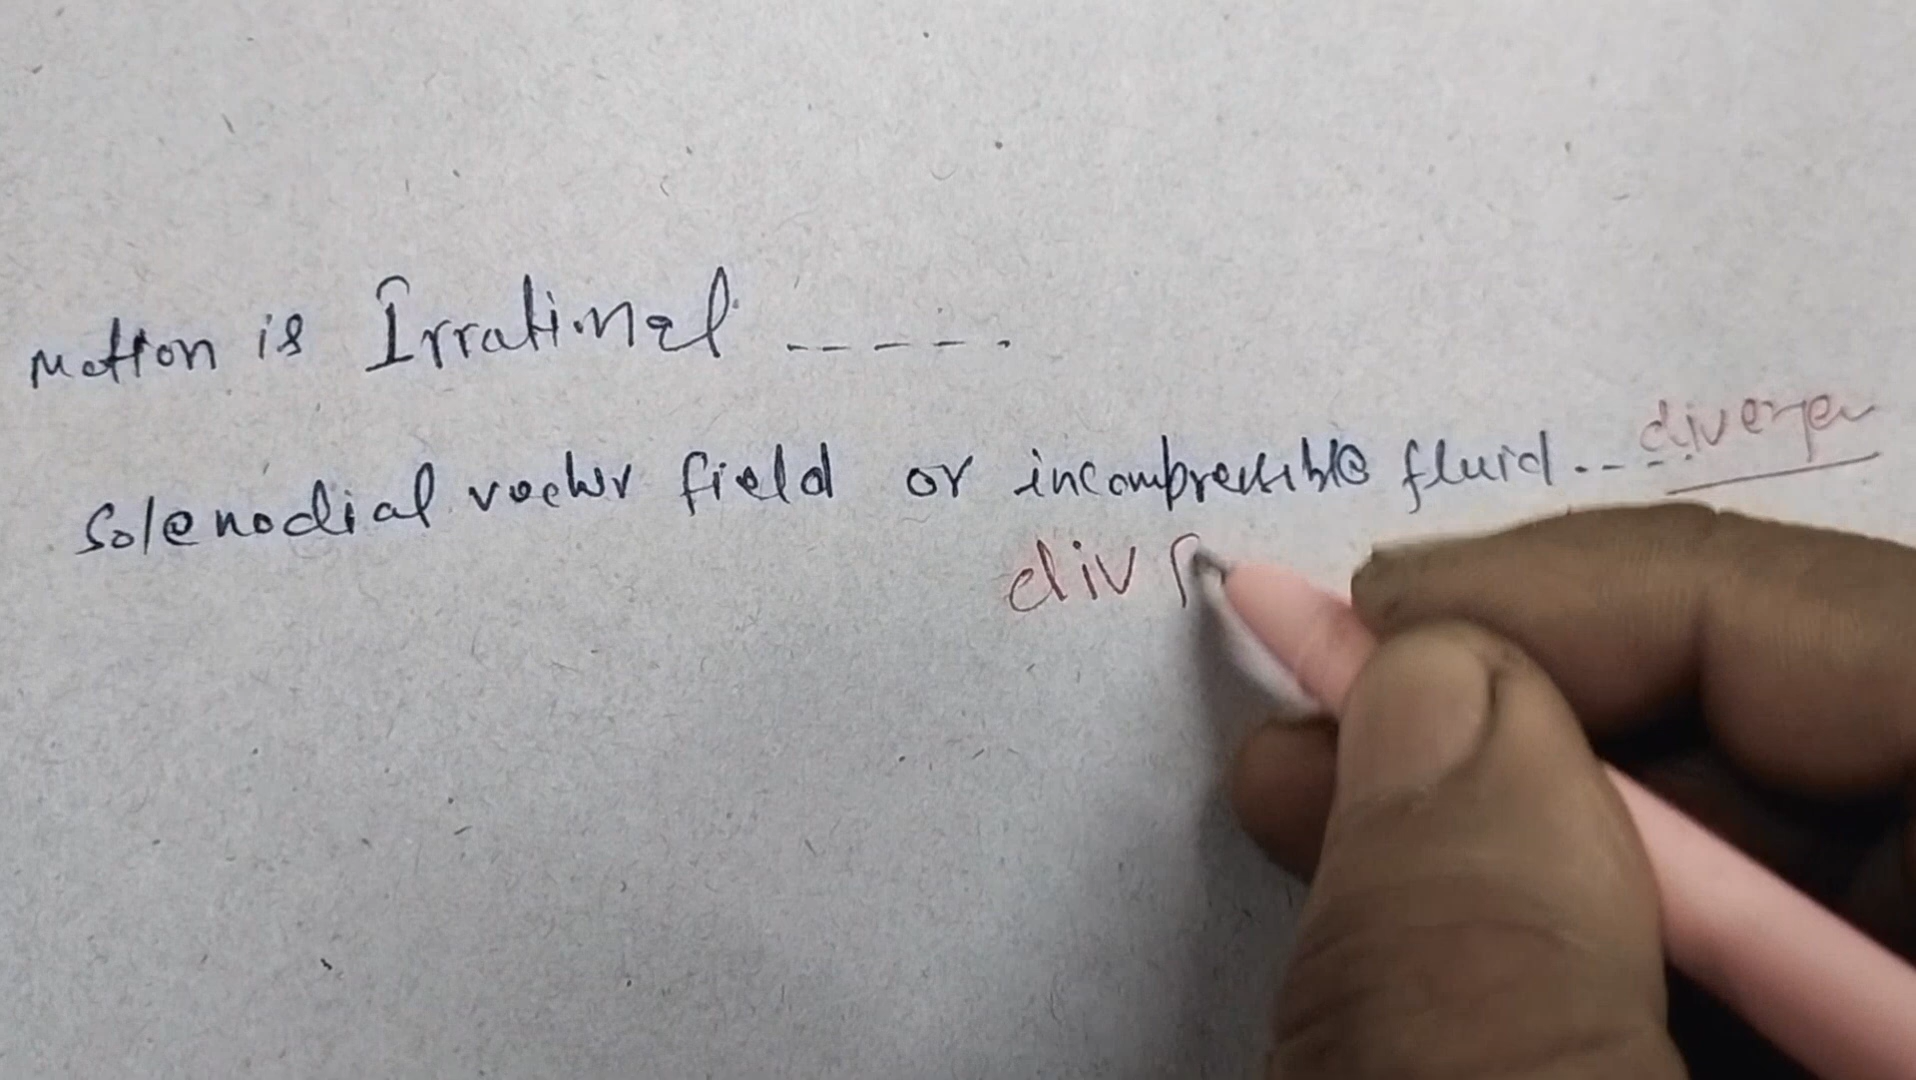 Motion is Irrational -----.
Solenodial vector field or incompressible fluid..--- divergen
div f